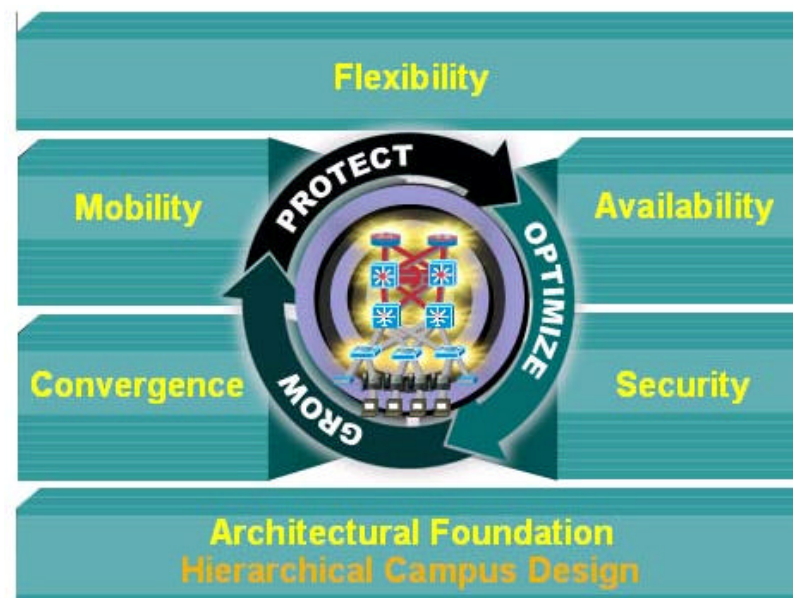 Flexibility
Mobility
PROTECT
Availability
OPTIMIZE
Convergence
GROW
Security
Architectural Foundation
Hierarchical Campus Design